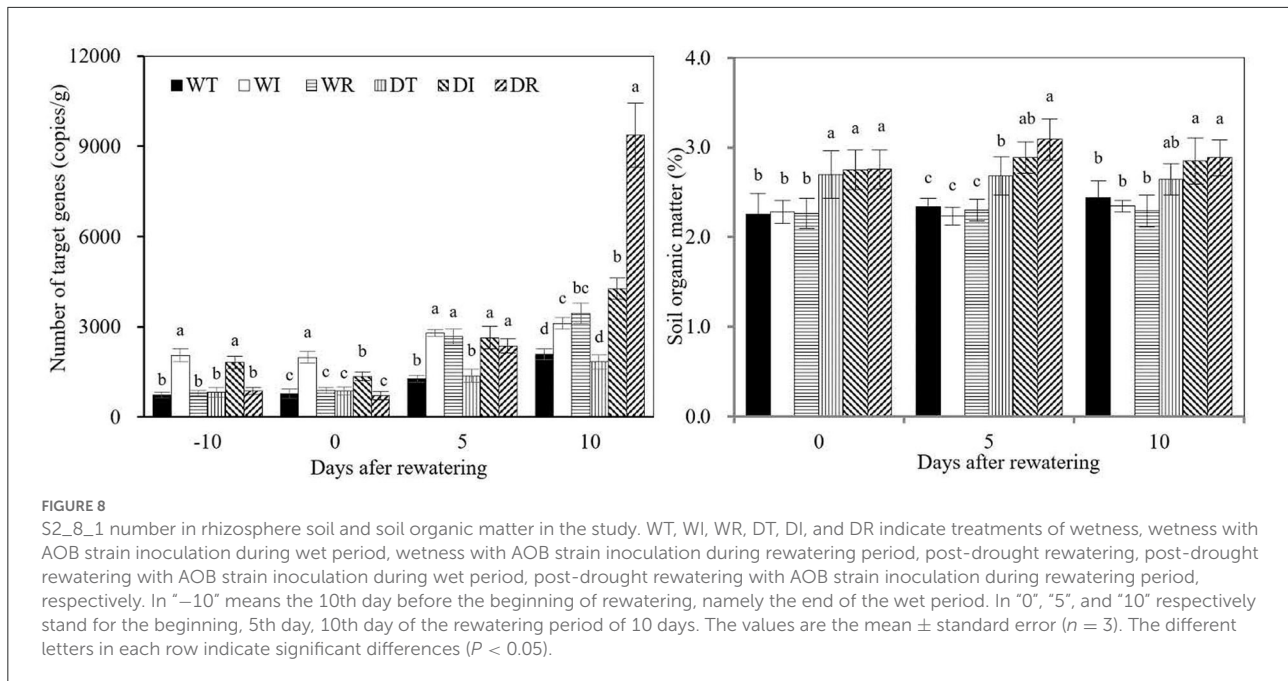 12000
9000
6000
3000
0
Number of target genes (copies/g)
WT WI WR DT DI DR
b a b b a b
c a c c b c
b a a b a a
d c bc d b a
-10 0 5 10
Days afer rewatering
4.0
3.0
2.0
1.0
0.0
Soil organic matter (%)
b b b a a a
c c c b ab a
b b b ab a a
0 5 10
Days after rewatering
FIGURE 8
S2_8_1 number in rhizosphere soil and soil organic matter in the study. WT, WI, WR, DT, DI, and DR indicate treatments of wetness, wetness with
AOB strain inoculation during wet period, wetness with AOB strain inoculation during rewatering period, post-drought rewatering, post-drought
rewatering with AOB strain inoculation during wet period, post-drought rewatering with AOB strain inoculation during rewatering period,
respectively. In “−10” means the 10th day before the beginning of rewatering, namely the end of the wet period. In “0”, “5”, and “10” respectively
stand for the beginning, 5th day, 10th day of the rewatering period of 10 days. The values are the mean ± standard error (n = 3). The different
letters in each row indicate significant differences (P < 0.05).